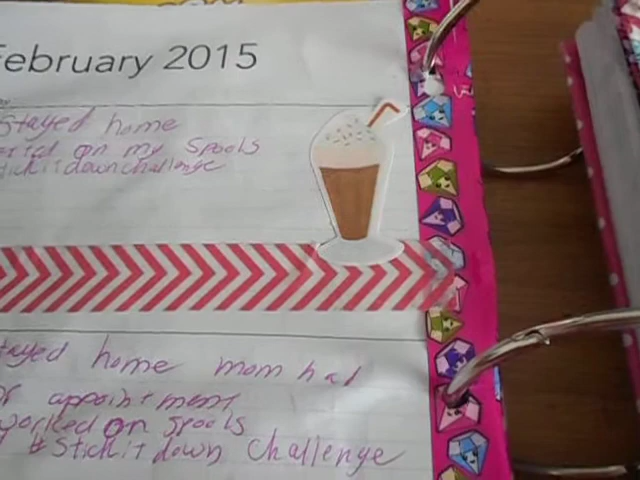 February 2015
Stayed home
on my Spools
stick it down challenge
stayed home mom had
appointment
worked on spools
& Stick it down Challenge